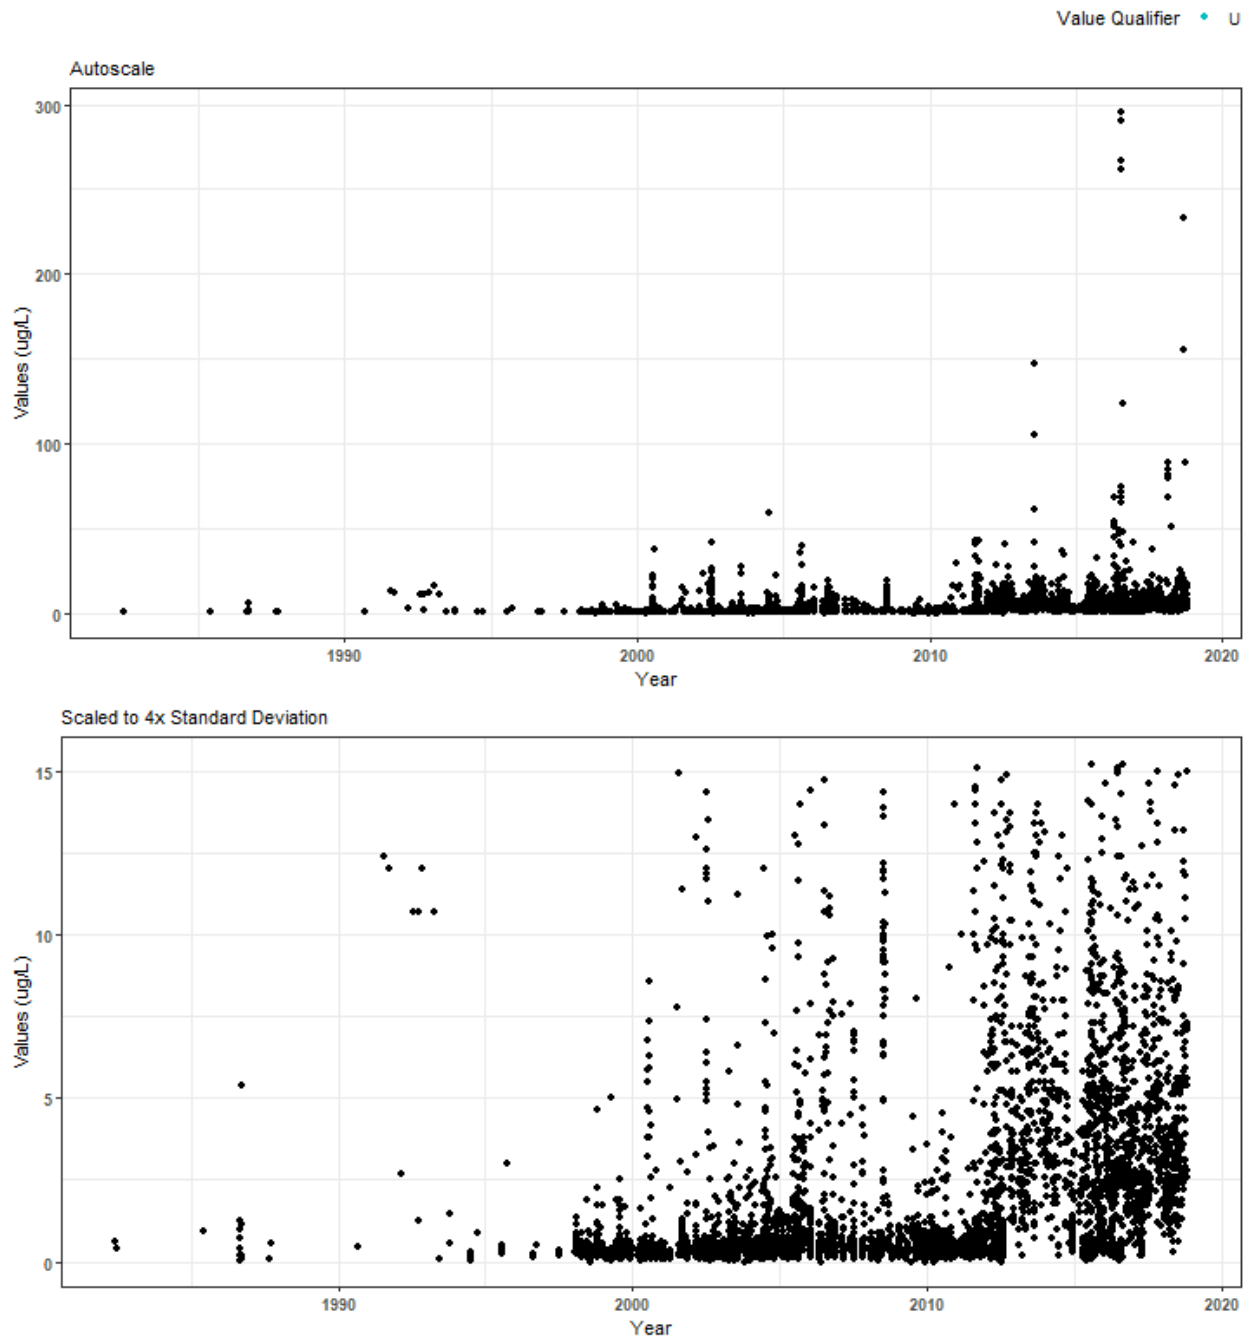 Value Qualifier U
Autoscale
300
200
100
0
Values (ug/L)
1990 2000 2010 2020
Year
Scaled to 4x Standard Deviation
15
10
5
0
Values (ug/L)
1990 2000 2010 2020
Year